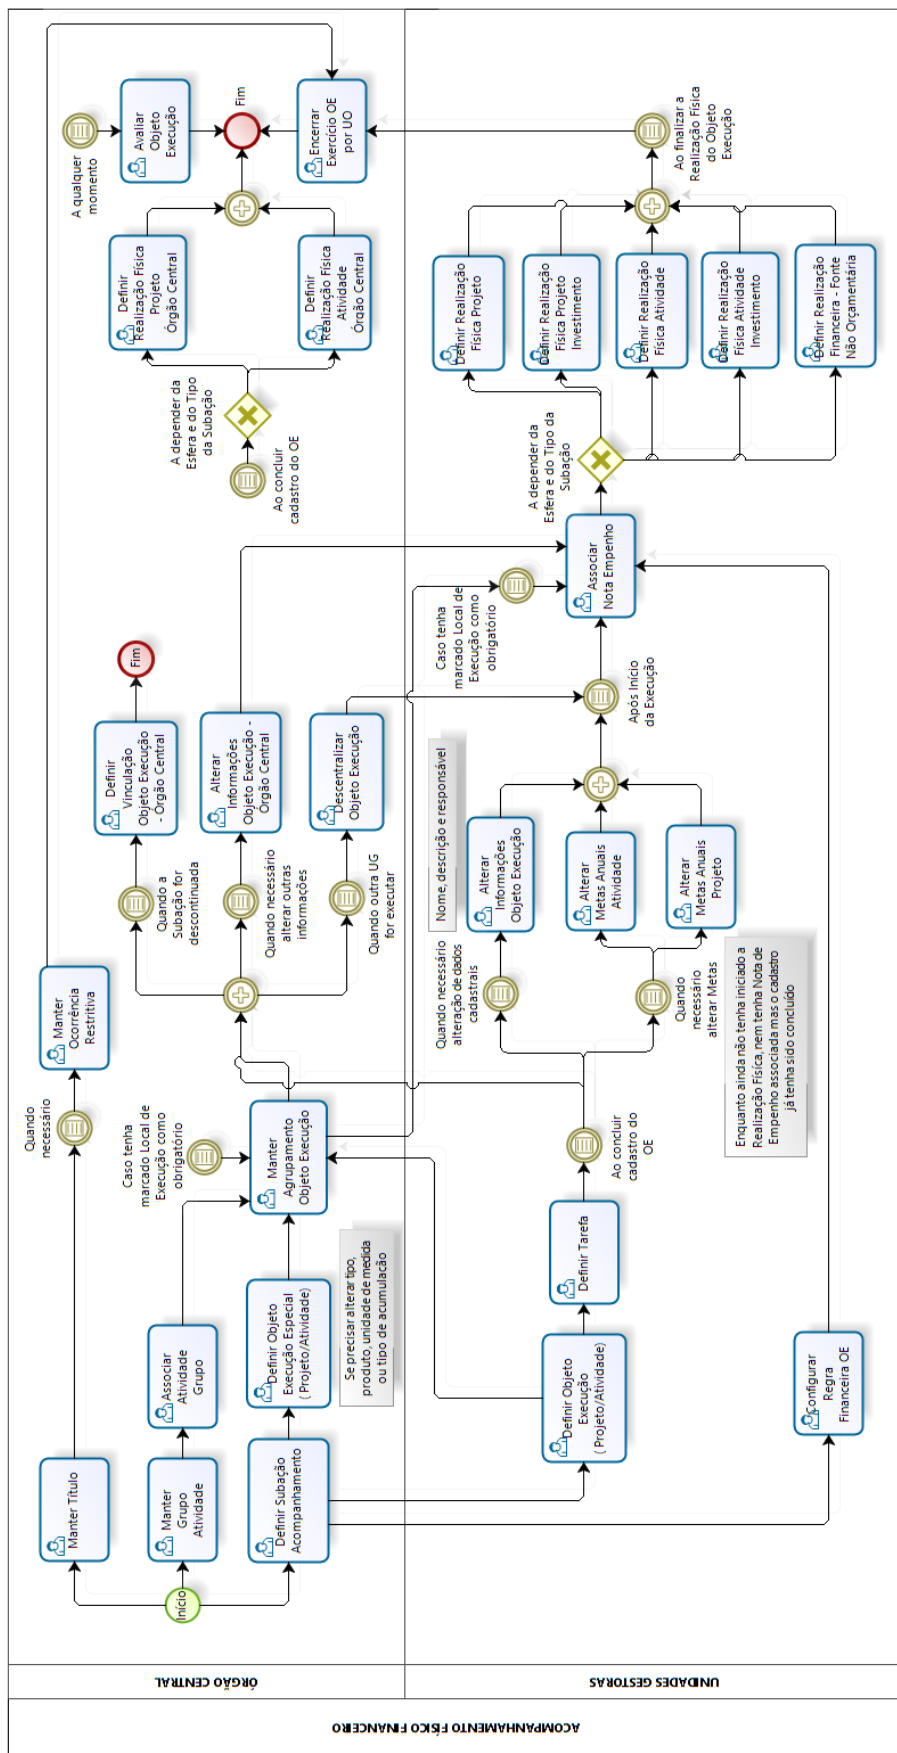 ACOMPANHAMENTO FÍSICO FINANCEIRO
ÓRGÃO CENTRAL
Início
Manter Título
Quando
necessário
Manter
Ocorrência
Restritiva
Manter
Grupo
Atividade
Associar
Atividade
Grupo
Caso tenha
marcado Local de
Execução como
obrigatório
Definir Subação
Acompanhamento
Definir Objeto
Execução Especial
( Projeto/Atividade)
Se precisar alterar tipo,
produto, unidade de medida
ou tipo de acumulacão
Manter
Agrupamento
Objeto Execução
Quando a
Subação for
descontinuada
Definir
Vinculação
Objeto Execução
- Órgão Central
Fim
Quando necessário
alterar outras
informações
Alterar
Informações
Objeto Execução -
Órgão Central
Quando outra UG
for executar
Descentralizar
Objeto Execução
Ao concluir
cadastro do OE
A depender da
Esfera e do Tipo
da Subação
Definir
Realização Física
Projeto
Órgão Central
Definir
Realização Física
Atividade
Órgão Central
A qualquer
momento
Avaliar
Objeto
Execução
Fim
Encerrar
Exercício OE
por UO
UNIDADES GESTORAS
Definir Objeto
Execução
( Projeto/Atividade)
Definir Tarefa
Ao concluir
cadastro do
OE
Quando necessário
alteração de dados
cadastrais
Nome, descrição e responsável
Alterar
Informações
Objeto Execução
Quando
necessário
alterar Metas
Alterar
Metas Anuais
Atividade
Alterar
Metas Anuais
Projeto
Enquanto ainda não tenha iniciado a
Realização Física, nem tenha Nota de
Empenho associada mas o cadastro
já tenha sido concluído
Após Início
da Execução
Caso tenha
marcado Local de
Execução como
obrigatório
Associar
Nota Empenho
A depender da
Esfera e do Tipo da
Subação
Definir Realização
Física Projeto
Definir Realização
Física Projeto
Investimento
Definir Realização
Física Atividade
Definir Realização
Física Atividade
Investimento
Definir Realização
Financeira - Fonte
Não Orçamentária
Ao finalizar a
Realização Física
do Objeto
Execução
Configurar
Regra
Financeira OE